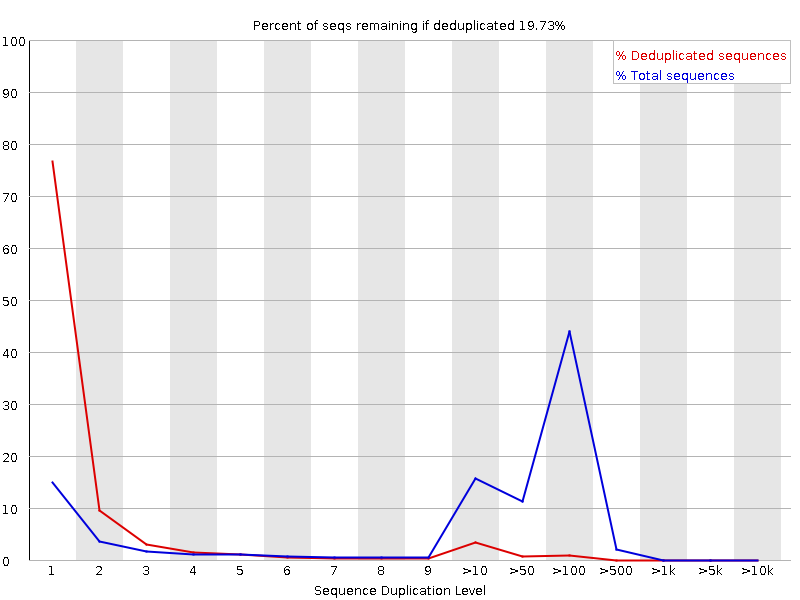 Percent of seqs remaining if deduplicated 19.73%
% Deduplicated sequences
% Total sequences
100
90
80
70
60
50
40
30
20
10
0
1 2 3 4 5 6 7 8 9 >10 >50 >100 >500 >1k >5k >10k
Sequence Duplication Level